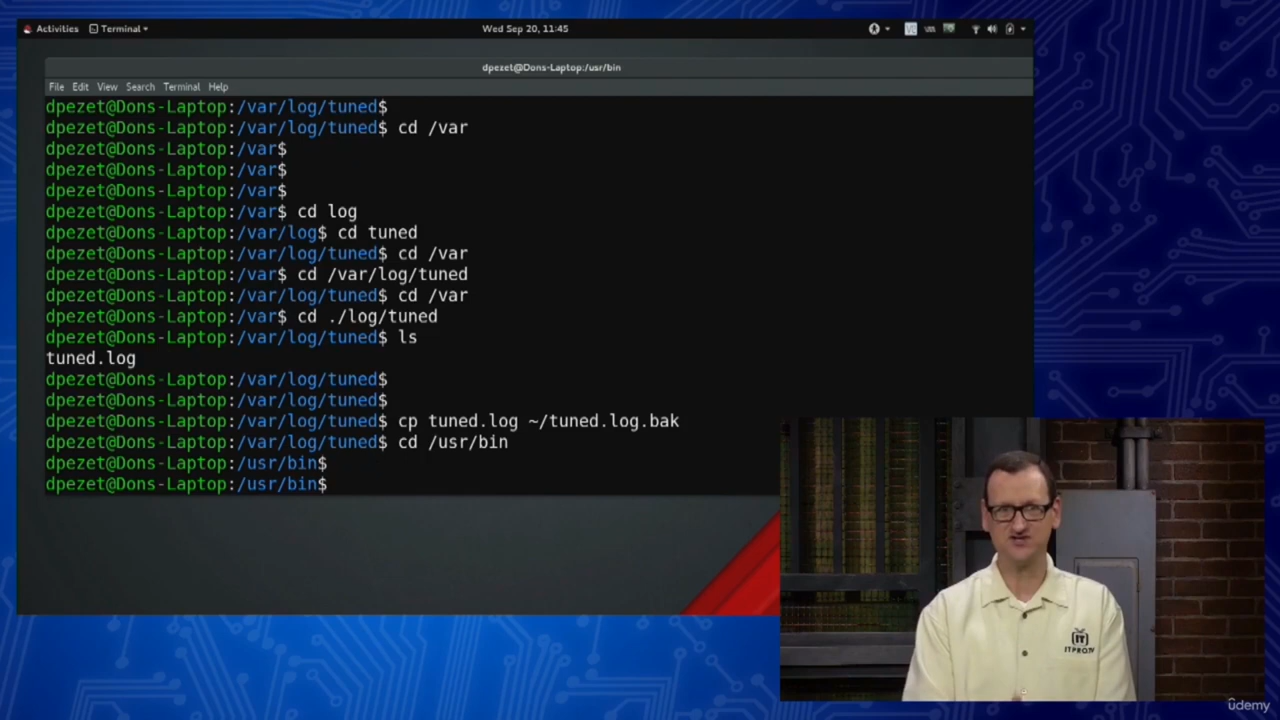 Activities Terminal Wed Sep 20, 11:45
dpezet@Dons-Laptop:/usr/bin
File Edit View Search Terminal Help
dpezet@Dons-Laptop:/var/log/tuned$
dpezet@Dons-Laptop:/var/log/tuned$ cd /var
dpezet@Dons-Laptop:/var$
dpezet@Dons-Laptop:/var$
dpezet@Dons-Laptop:/var$
dpezet@Dons-Laptop:/var$ cd log
dpezet@Dons-Laptop:/var/log$ cd tuned
dpezet@Dons-Laptop:/var/log/tuned$ cd /var
dpezet@Dons-Laptop:/var$ cd /var/log/tuned
dpezet@Dons-Laptop:/var/log/tuned$ cd /var
dpezet@Dons-Laptop:/var$ cd ./log/tuned
dpezet@Dons-Laptop:/var/log/tuned$ ls
tuned.log
dpezet@Dons-Laptop:/var/log/tuned$
dpezet@Dons-Laptop:/var/log/tuned$
dpezet@Dons-Laptop:/var/log/tuned$ cp tuned.log ~/tuned.log.bak
dpezet@Dons-Laptop:/var/log/tuned$ cd /usr/bin
dpezet@Dons-Laptop:/usr/bin$
dpezet@Dons-Laptop:/usr/bin$
IT
ITPRO.TV
ûdemy